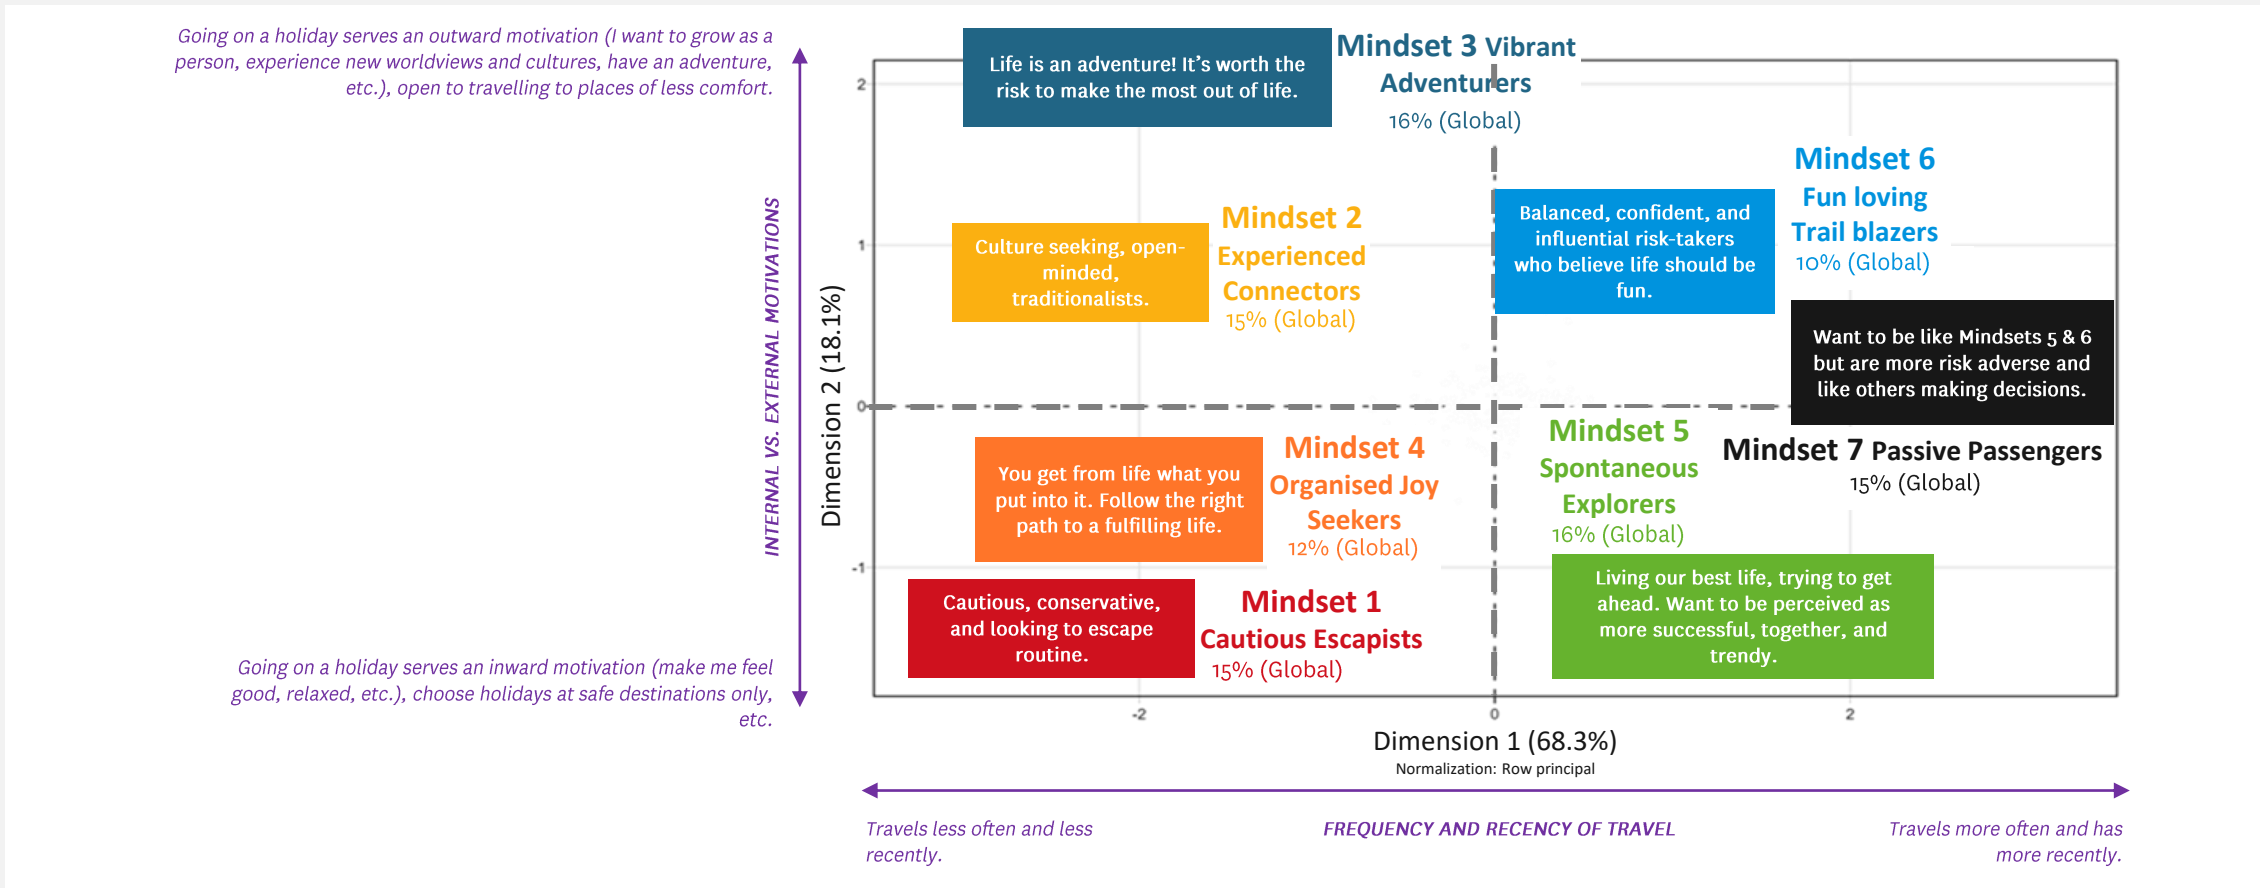 Going on a holiday serves an outward motivation (I want to grow as a
person, experience new worldviews and cultures, have an adventure,
etc.), open to travelling to places of less comfort.
INTERNAL VS. EXTERNAL MOTIVATIONS
Going on a holiday serves an inward motivation (make me feel
good, relaxed, etc.), choose holidays at safe destinations only,
etc.
Dimension 2 (18.1%)
2
1
0
-1
Life is an adventure! It's worth the
risk to make the most out of life.
Mindset 3 Vibrant
Adventurers
16% (Global)
Culture seeking, open-
minded,
traditionalists.
Mindset 2
Experienced
Connectors
15% (Global)
Balanced, confident, and
influential risk-takers
who believe life should be
fun.
Mindset 6
Fun loving
Trail blazers
10% (Global)
Want to be like Mindsets 5 & 6
but are more risk adverse and
like others making decisions.
Mindset 7 Passive Passengers
15% (Global)
You get from life what you
put into it. Follow the right
path to a fulfilling life.
Mindset 4
Organised Joy
Seekers
12% (Global)
Mindset 5
Spontaneous
Explorers
16% (Global)
Living our best life, trying to get
ahead. Want to be perceived as
more successful, together, and
trendy.
Cautious, conservative,
and looking to escape
routine.
Mindset 1
Cautious Escapists
15% (Global)
-2
0
2
Dimension 1 (68.3%)
Normalization: Row principal
Travels less often and less
recently.
FREQUENCY AND RECENCY OF TRAVEL
Travels more often and has
more recently.